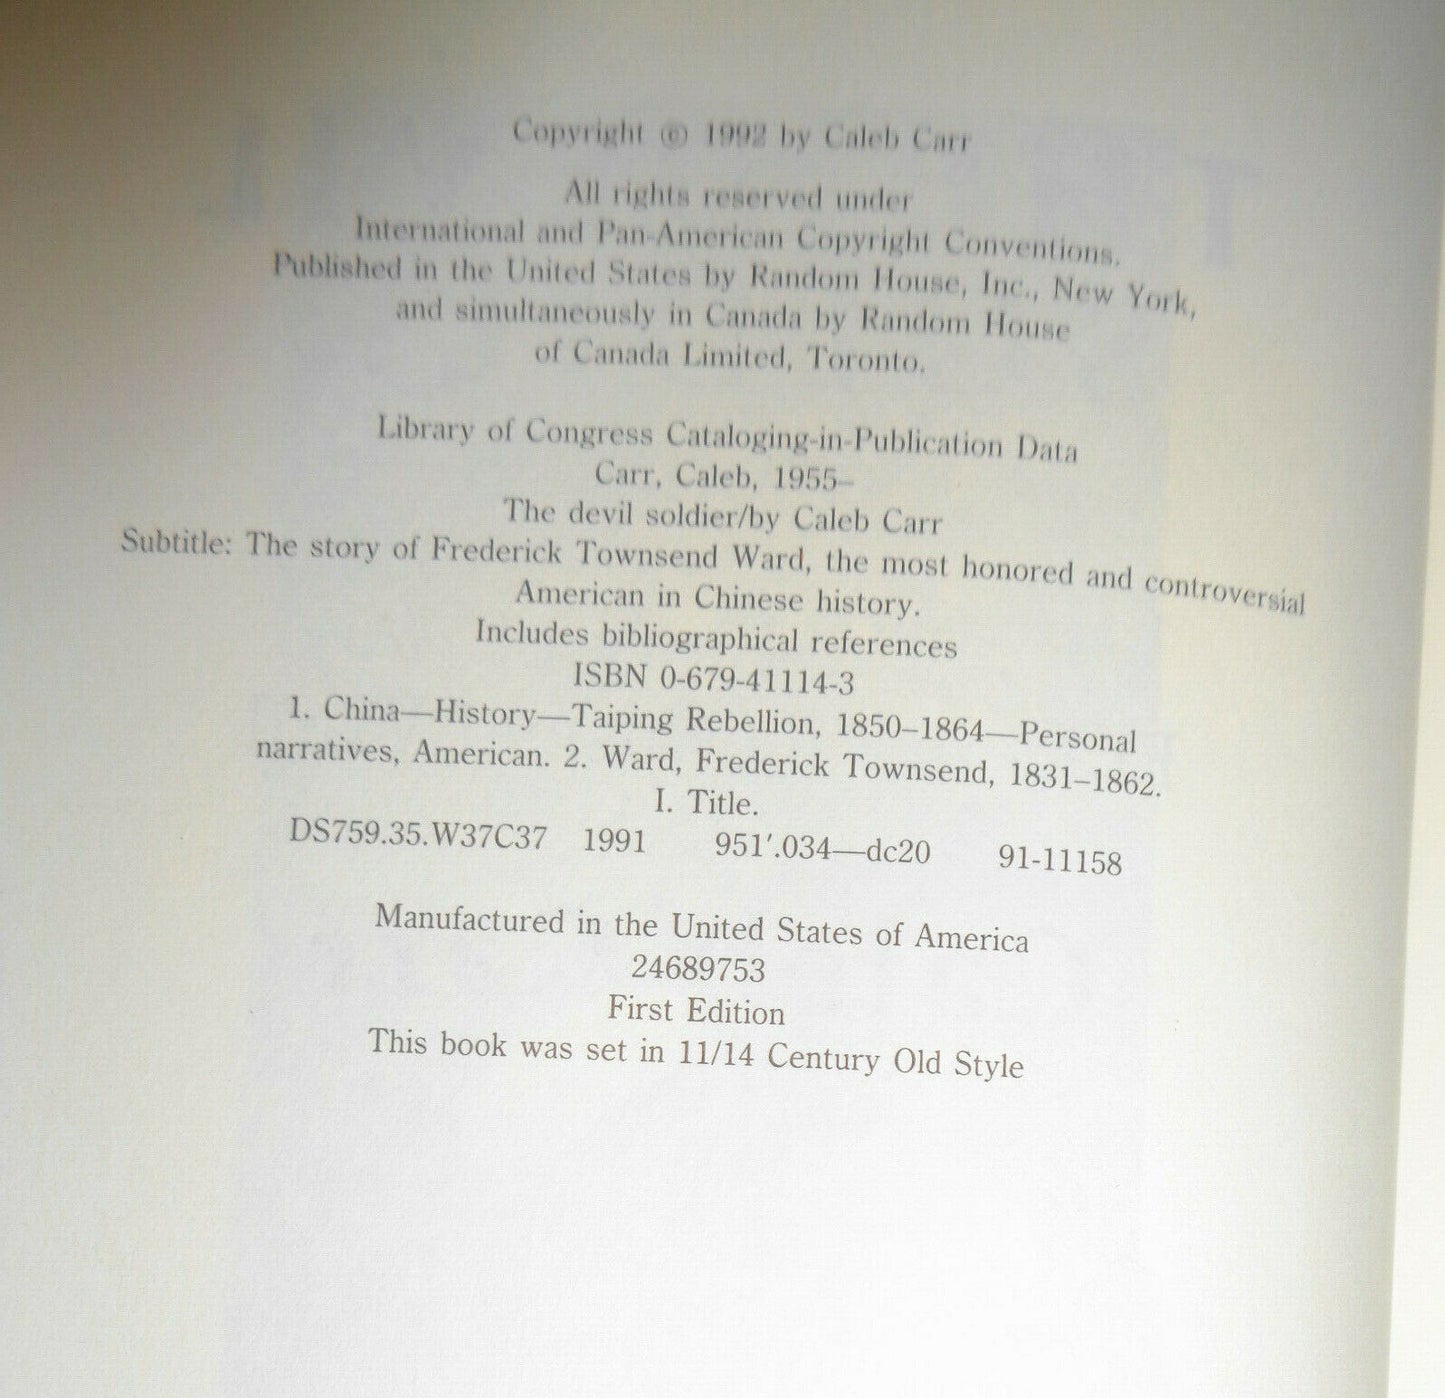 Copyright © 1992 by Caleb Carr
All rights reserved under
International and Pan-American Copyright Conventions.
Published in the United States by Random House, Inc., New York,
and simultaneously in Canada by Random House
of Canada Limited, Toronto.
Library of Congress Cataloging-in-Publication Data
Carr, Caleb, 1955–
The devil soldier/by Caleb Carr
Subtitle: The story of Frederick Townsend Ward, the most honored and controversial
American in Chinese history.
Includes bibliographical references
ISBN 0-679-41114-3
1. China—History—Taiping Rebellion, 1850–1864—Personal
narratives, American. 2. Ward, Frederick Townsend, 1831–1862.
I. Title.
DS759.35.W37C37 1991 951′.034—dc20 91-11158
Manufactured in the United States of America
24689753
First Edition
This book was set in 11/14 Century Old Style